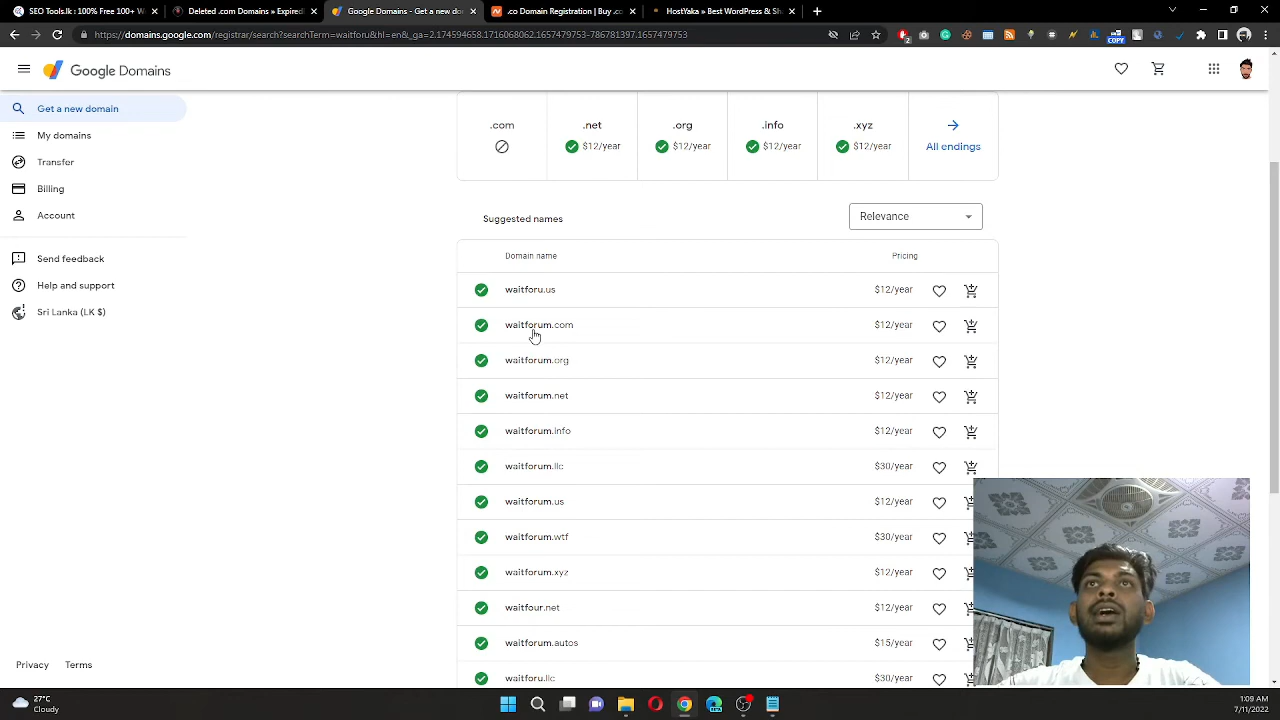 SEO Tools.lk : 100% Free 100+ W
Deleted .com Domains » Expired
Google Domains - Get a new do
.co Domain Registration | Buy .co
HostYaka » Best WordPress & Sh
https://domains.google.com/registrar/search?searchTerm=waitforu&hl=en&_ga=2.174594658.1716068062.1657479753-786781397.1657479753
2
COPY
Google Domains
Get a new domain
My domains
Transfer
Billing
Account
Send feedback
Help and support
Sri Lanka (LK $)
.com
.net
.org
.info
.xyz
$12/year
$12/year
$12/year
$12/year
All endings
Suggested names
Relevance
Domain name Pricing
waitforu.us $12/year
waitforum.com $12/year
waitforum.org $12/year
waitforum.net $12/year
waitforum.info $12/year
waitforum.llc $30/year
waitforum.us $12/year
waitforum.wtf $30/year
waitforum.xyz $12/year
waitfour.net $12/year
waitforum.autos $15/year
waitforu.llc $30/year
Privacy Terms
27°C
Cloudy
1:09 AM
7/11/2022